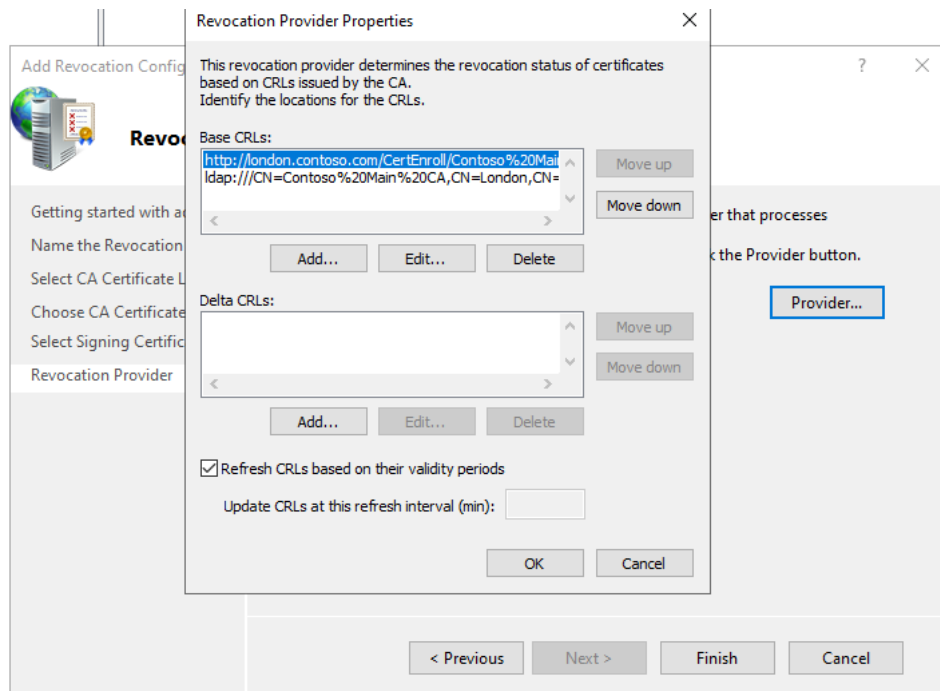 Revocation Provider Properties
Add Revocation Config
?
Revoc
This revocation provider determines the revocation status of certificates
based on CRLs issued by the CA.
Identify the locations for the CRLs.
Base CRLs:
http://london.contoso.com/CertEnroll/Contoso%20Mai
ldap:///CN=Contoso%20Main%20CA,CN=London,CN=
Move up
Move down
Add...
Edit...
Delete
Delta CRLs:
Move up
Move down
Add...
Edit...
Delete
Refresh CRLs based on their validity periods
Update CRLs at this refresh interval (min):
OK
Cancel
Getting started with
Name the Revocation
Select CA Certificate L
Choose CA Certificate
Select Signing Certific
Revocation Provider
er that processes
the Provider button.
Provider...
< Previous
Next >
Finish
Cancel